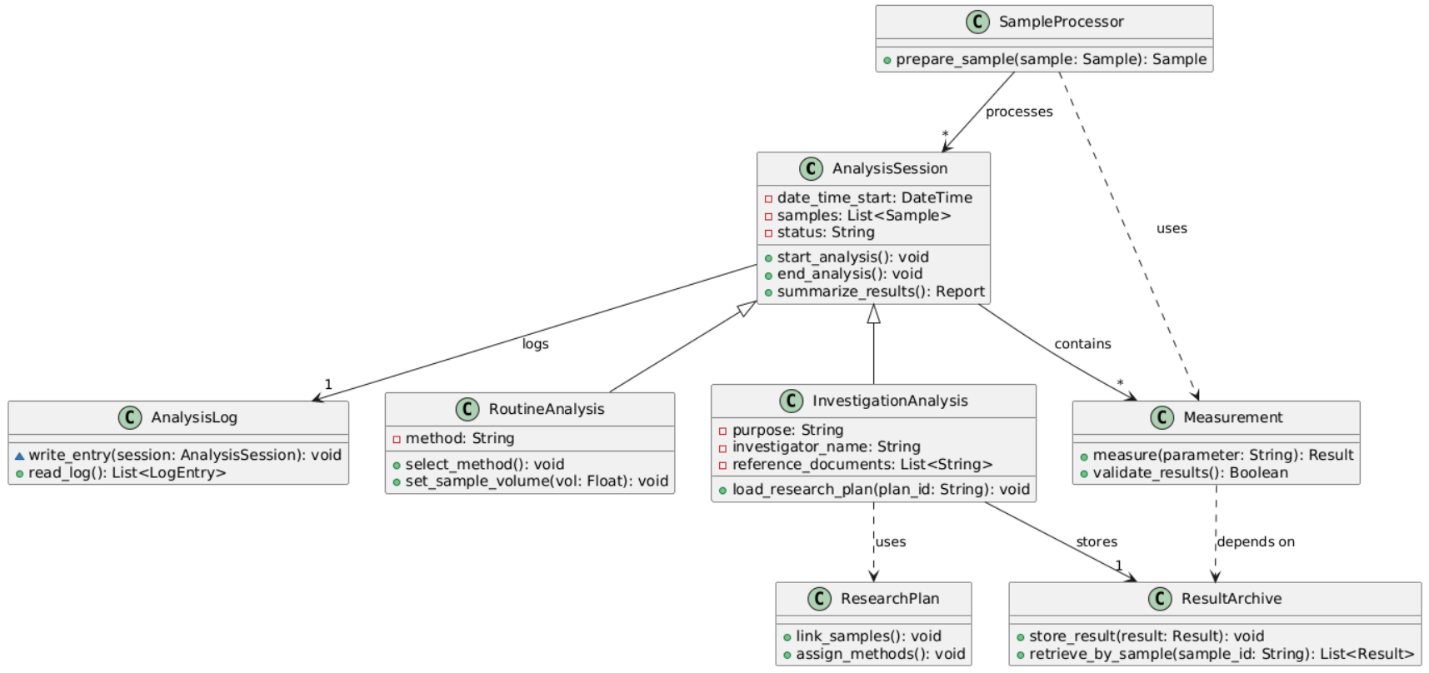 C SampleProcessor
prepare_sample(sample: Sample): Sample
processes
*
uses
C AnalysisSession
date_time_start: DateTime
samples: List<Sample>
status: String
start_analysis(): void
end_analysis(): void
summarize_results(): Report
logs
1
contains
*
C AnalysisLog
write_entry(session: AnalysisSession): void
read_log(): List<LogEntry>
C RoutineAnalysis
method: String
select_method(): void
set_sample_volume(vol: Float): void
C InvestigationAnalysis
purpose: String
investigator_name: String
reference_documents: List<String>
load_research_plan(plan_id: String): void
C Measurement
measure(parameter: String): Result
validate_results(): Boolean
uses
stores
1
depends on
C ResearchPlan
link_samples(): void
assign_methods(): void
C ResultArchive
store_result(result: Result): void
retrieve_by_sample(sample_id: String): List<Result>